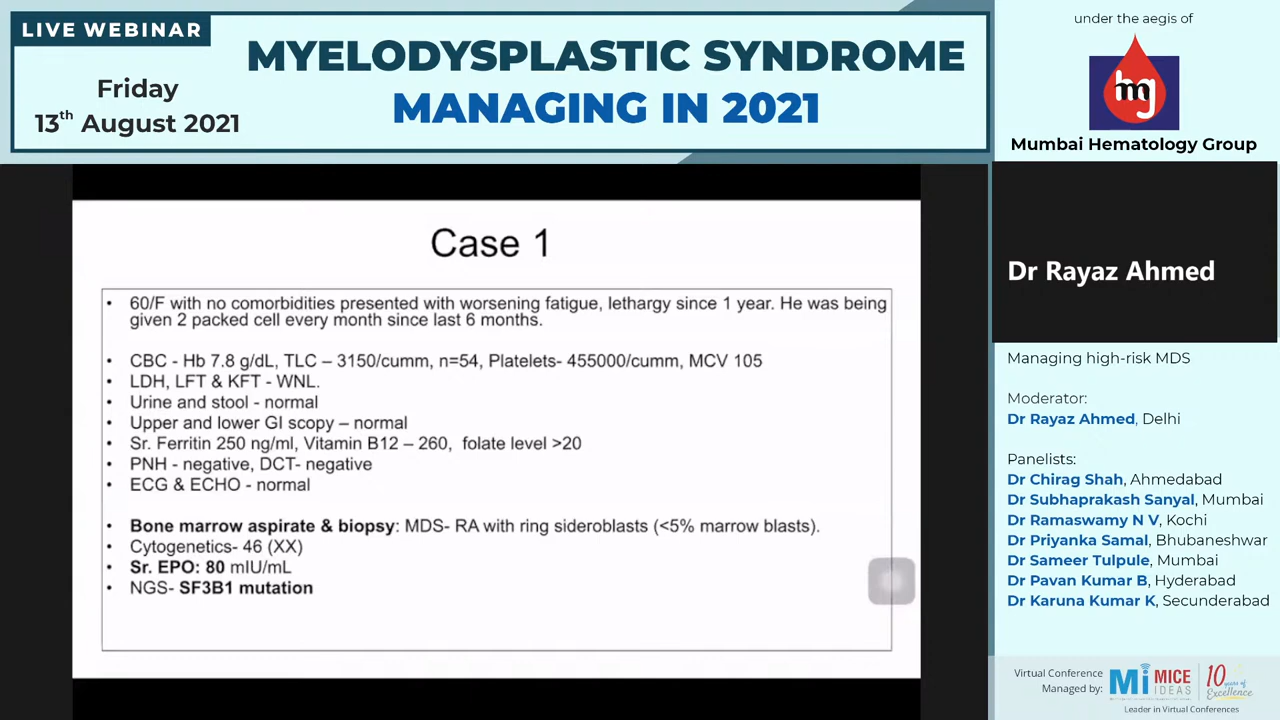 LIVE WEBINAR
Friday
13th August 2021
MYELODYSPLASTIC SYNDROME
MANAGING IN 2021
under the aegis of
hmg
Mumbai Hematology Group
Case 1
• 60/F with no comorbidities presented with worsening fatigue, lethargy since 1 year. He was being
given 2 packed cell every month since last 6 months.
• CBC - Hb 7.8 g/dL, TLC – 3150/cumm, n=54, Platelets- 455000/cumm, MCV 105
• LDH, LFT & KFT - WNL.
• Urine and stool - normal
• Upper and lower GI scopy – normal
• Sr. Ferritin 250 ng/ml, Vitamin B12 – 260, folate level >20
• PNH - negative, DCT- negative
• ECG & ECHO - normal
• Bone marrow aspirate & biopsy: MDS- RA with ring sideroblasts (<5% marrow blasts).
• Cytogenetics- 46 (XX)
• Sr. EPO: 80 mIU/mL
• NGS- SF3B1 mutation
Dr Rayaz Ahmed
Managing high-risk MDS
Moderator:
Dr Rayaz Ahmed, Delhi
Panelists:
Dr Chirag Shah, Ahmedabad
Dr Subhaprakash Sanyal, Mumbai
Dr Ramaswamy N V, Kochi
Dr Priyanka Samal, Bhubaneshwar
Dr Sameer Tulpule, Mumbai
Dr Pavan Kumar B, Hyderabad
Dr Karuna Kumar K, Secunderabad
Virtual Conference
Managed by:
Mi MICE
IDEAS
10 years of
Excellence
Leader in Virtual Conferences